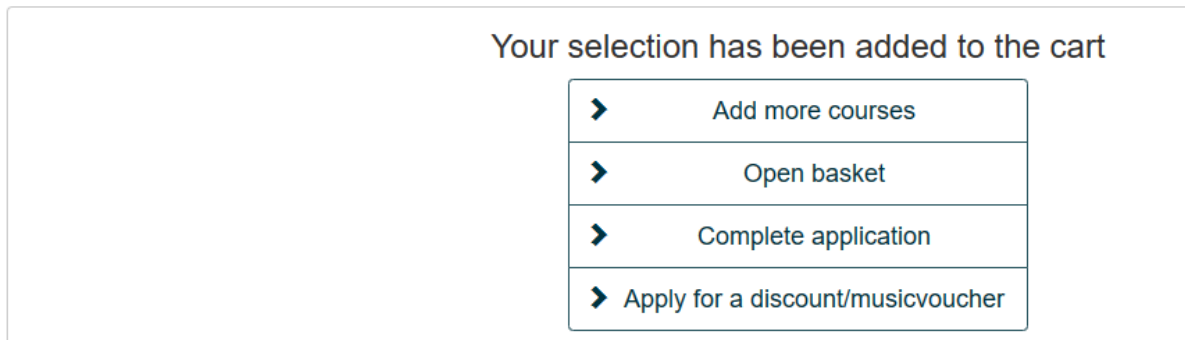 Your selection has been added to the cart
Add more courses
Open basket
Complete application
Apply for a discount/musicvoucher